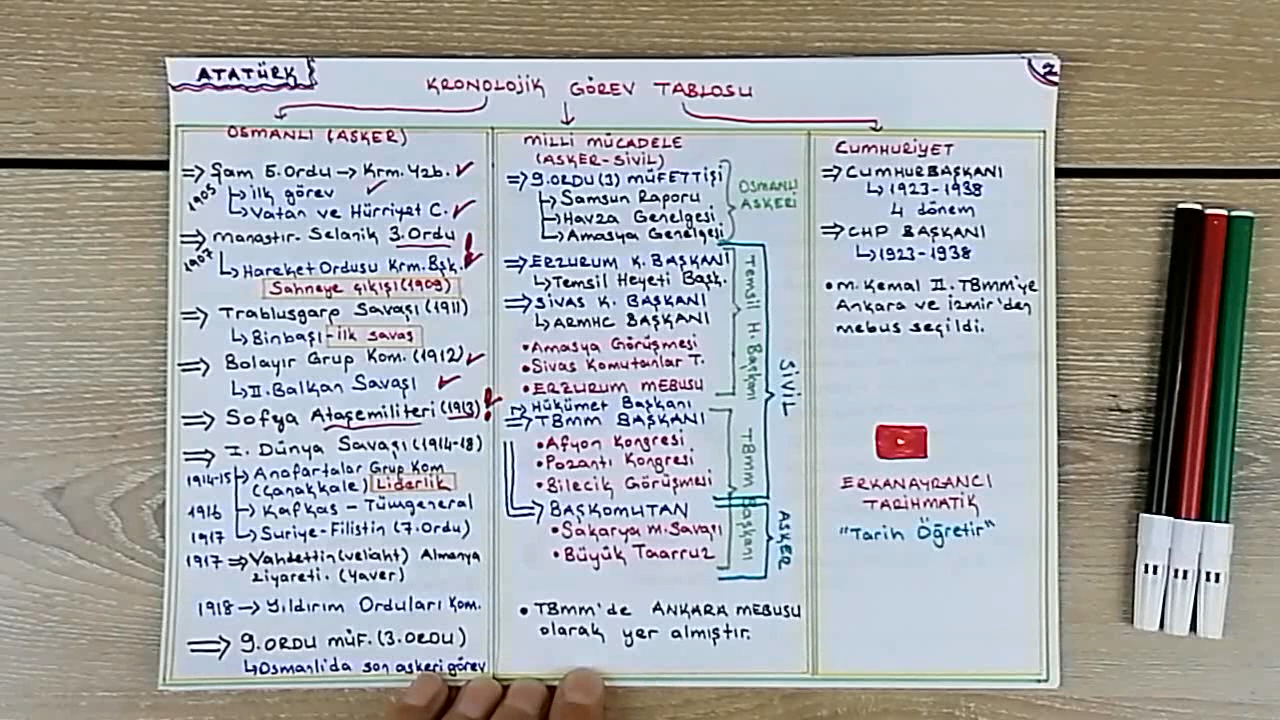 ATATÜRK
2
KRONOLOJİK GÖREV TABLOSU
OSMANLI (ASKER)
⇒ Şam 5. Ordu → Krm. Yzb. ✓
1905
↳ ilk görev ✓
↳ Vatan ve Hürriyet C. ✓
⇒ Manastır-Selanik 3. Ordu
1907
↳ Hareket Ordusu Krm. Bşk.
Sahneye çıkışı (1909)
⇒ Trablusgarp Savaşı (1911)
↳ Binbaşı - ilk savaş
⇒ Bolayır Grup Kom. (1912) ✓
↳ II. Balkan Savaşı ✓
⇒ Sofya Ataşemiliteri (1913)
⇒ I. Dünya Savaşı (1914-18)
1914-15 → Anafartalar Grup Kom
(Çanakkale) Liderlik
1916 → Kafkas - Tümgeneral
1917 ↳ Suriye-Filistin (7. Ordu)
1917 ⇒ Vahdettin (veliaht) Almanya
ziyareti. (Yaver)
1918 → Yıldırım Orduları Kom.
⇒ 9. ORDU MÜF. (3. ORDU)
↳ Osmanlı'da son askeri görev
MİLLİ MÜCADELE
(ASKER-SİVİL)
⇒ 9. ORDU (3) MÜFETTİŞİ
→ Samsun Raporu
→ Havza Genelgesi
→ Amasya Genelgesi
OSMANLI
ASKERİ
⇒ ERZURUM K. BAŞKANI
↳ Temsil Heyeti Başk.
⇒ SİVAS K. BAŞKANI
↳ ARMHC BAŞKANI
• Amasya Görüşmesi
• Sivas Komutanlar T.
• ERZURUM MEBUSU
Temsil H. Başkanı
→ Hükümet Başkanı
⇒ TBMM BAŞKANI
• Afyon Kongresi
• Pozantı Kongresi
• Bilecik Görüşmesi
SİVİL
→ BAŞKOMUTAN
• Sakarya M. Savaşı
• Büyük Taarruz
TBMM Başkanı
ASKER
• TBMM'de ANKARA MEBUSU
olarak yer almıştır.
CUMHURİYET
⇒ CUMHURBAŞKANI
↳ 1923-1938
4 dönem
⇒ CHP BAŞKANI
↳ 1923-1938
• M. Kemal II. TBMM'ye
Ankara ve İzmir'den
mebus seçildi.
ERKANAYRANCI
TARİHMATİK
"Tarih Öğretir"